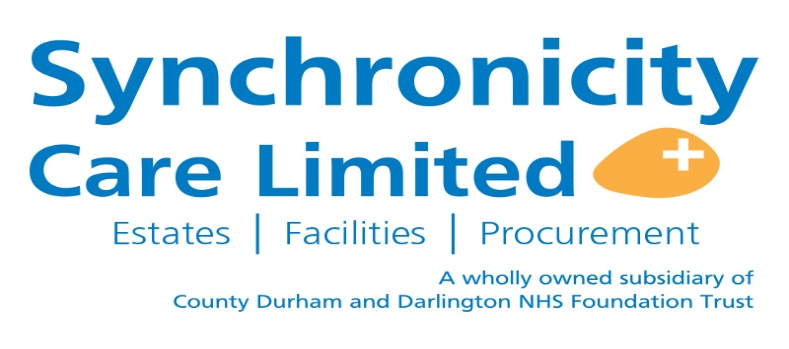 Synchronicity
Care Limited
Estates | Facilities | Procurement
A wholly owned subsidiary of
County Durham and Darlington NHS Foundation Trust